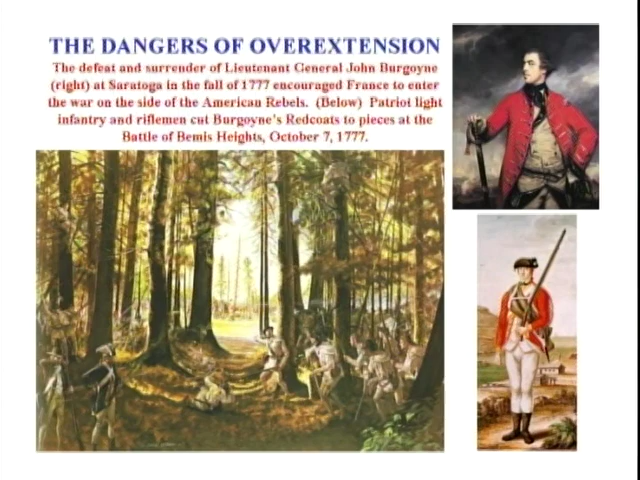 THE DANGERS OF OVEREXTENSION
The defeat and surrender of Lieutenant General John Burgoyne
(right) at Saratoga in the fall of 1777 encouraged France to enter
the war on the side of the American Rebels.  (Below)  Patriot light
infantry and riflemen cut Burgoyne's Redcoats to pieces at the
Battle of Bemis Heights, October 7, 1777.